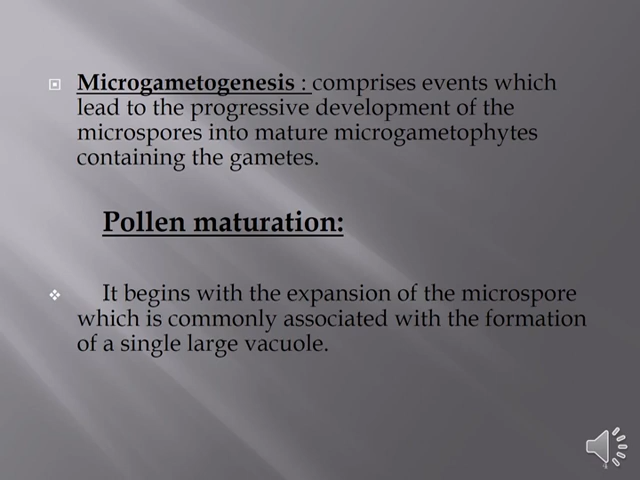 Microgametogenesis : comprises events which
lead to the progressive development of the
microspores into mature microgametophytes
containing the gametes.
Pollen maturation:
It begins with the expansion of the microspore
which is commonly associated with the formation
of a single large vacuole.